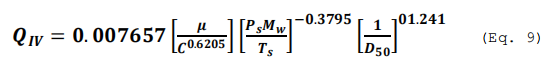 Q_IV = 0.007657 [μ / C^0.6205] [P_s M_w / T_s]^−0.3795 [1 / D_50]^01.241 (Eq. 9)